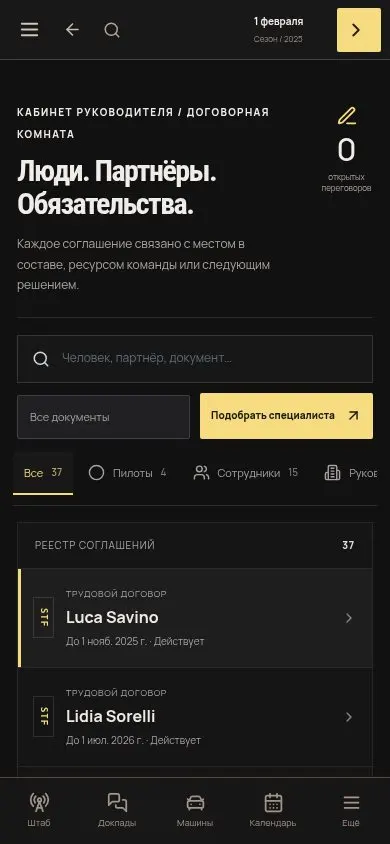 1 февраля
Сезон / 2025
КАБИНЕТ РУКОВОДИТЕЛЯ / ДОГОВОРНАЯ
КОМНАТА
Люди. Партнёры.
Обязательства.
0
открытых
переговоров
Каждое соглашение связано с местом в
составе, ресурсом команды или следующим
решением.
Человек, партнёр, документ...
Все документы
Подобрать специалиста
Все 37
Пилоты 4
Сотрудники 15
Руков
РЕЕСТР СОГЛАШЕНИЙ 37
STF
ТРУДОВОЙ ДОГОВОР
Luca Savino
До 1 нояб. 2025 г. · Действует
STF
ТРУДОВОЙ ДОГОВОР
Lidia Sorelli
До 1 июл. 2026 г. · Действует
Штаб
Доклады
Машины
Календарь
Ещё